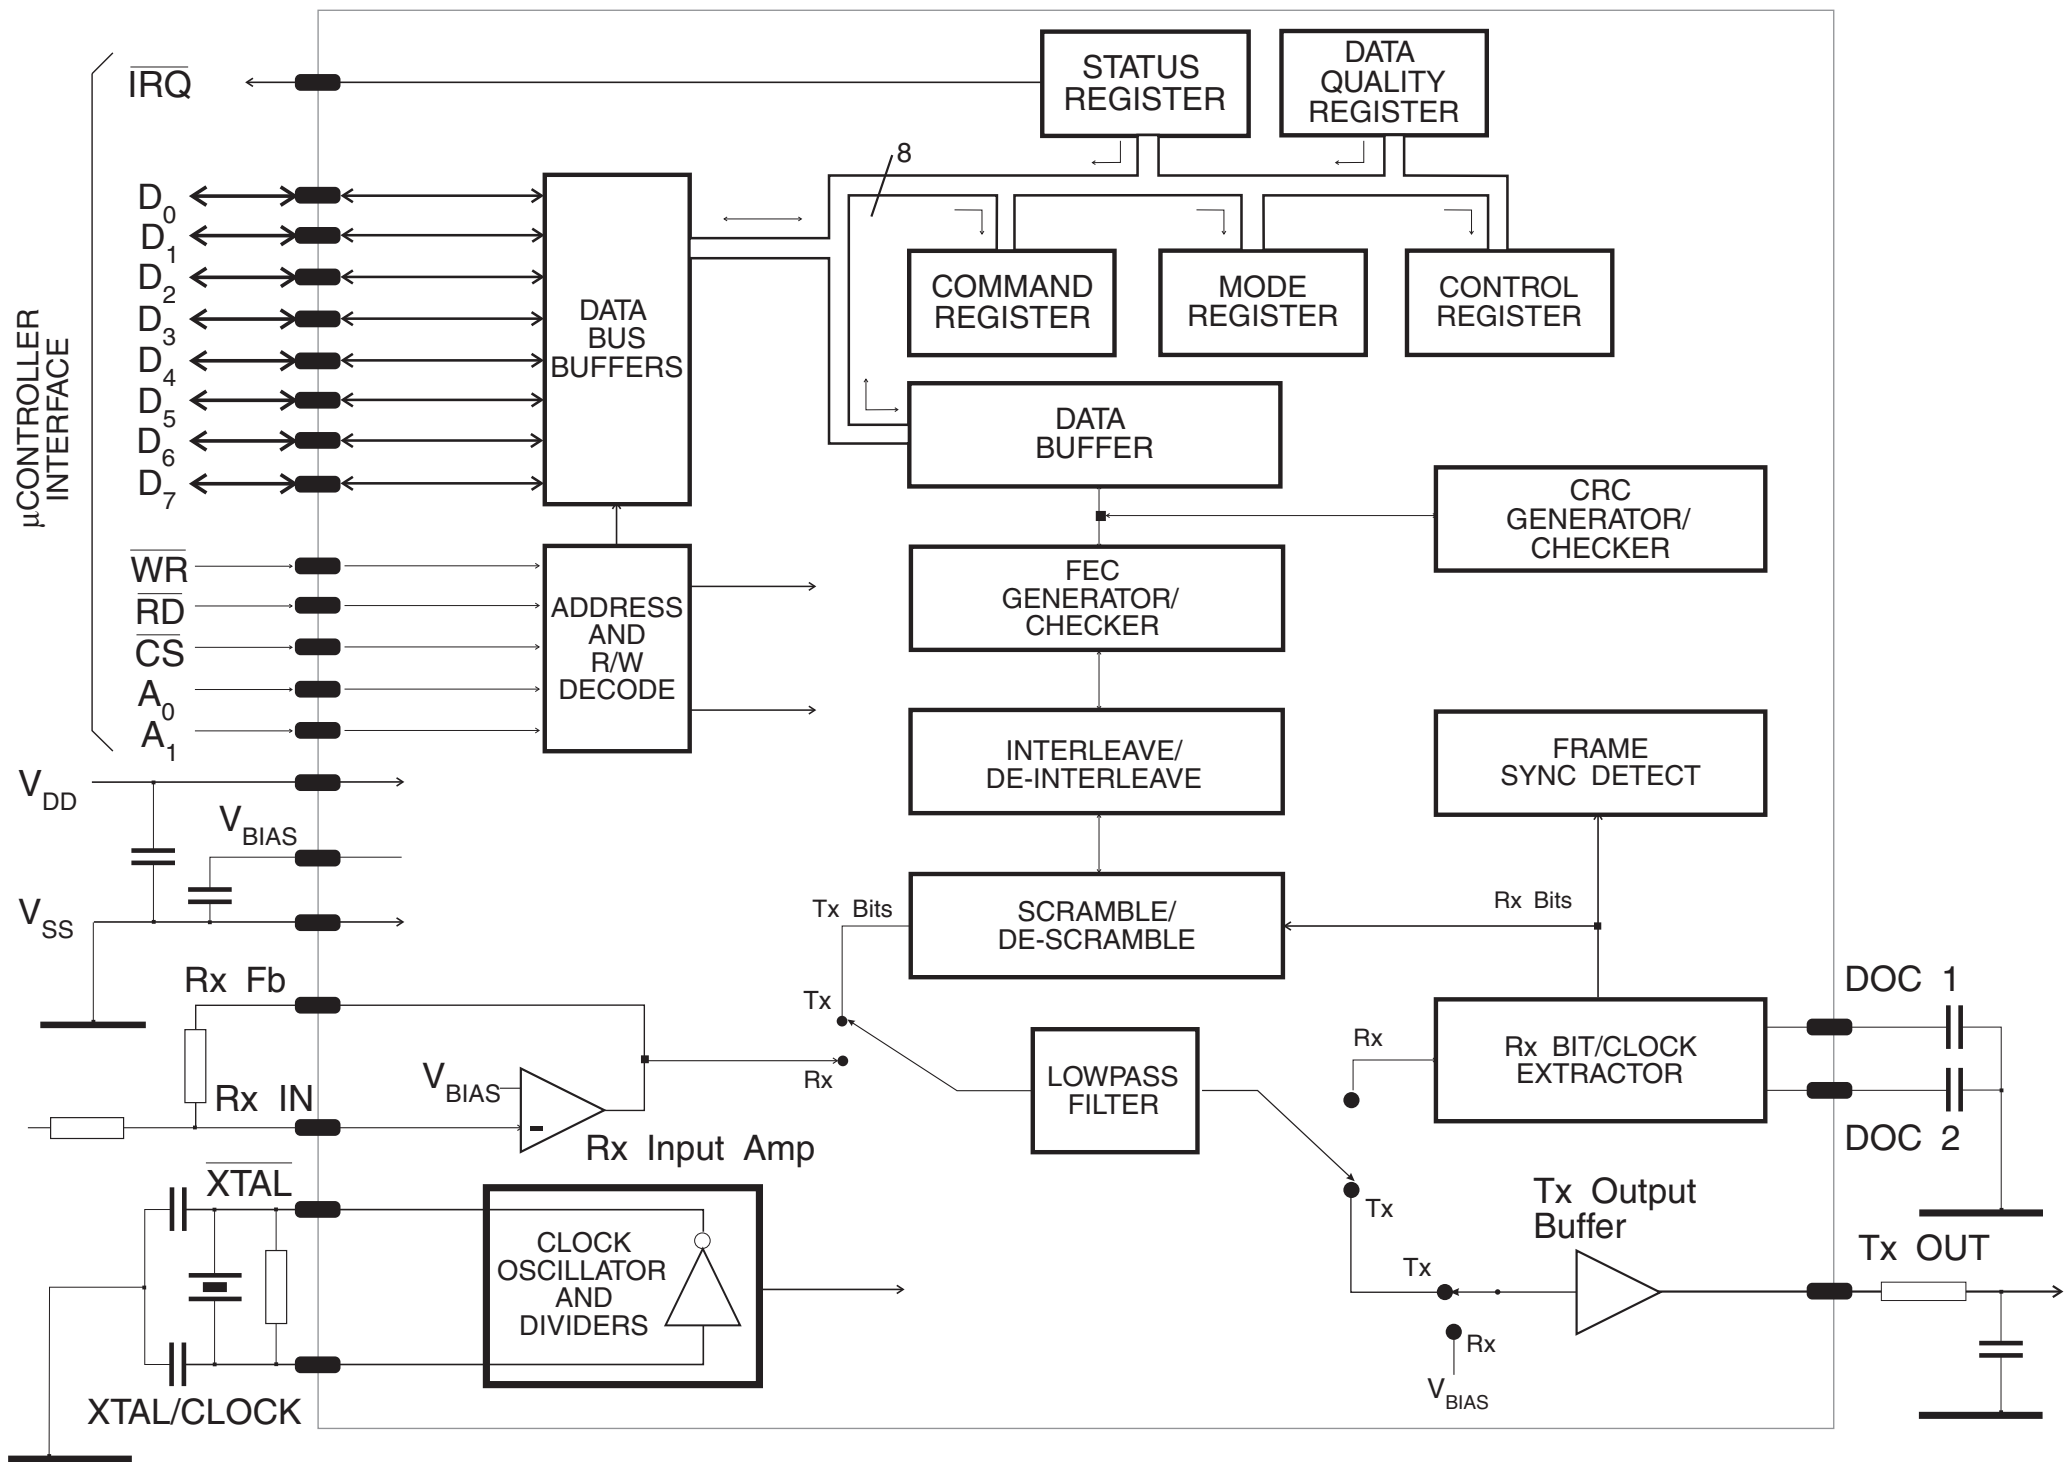 IRQ
STATUS
REGISTER
DATA
QUALITY
REGISTER
8
D0
D1
D2
D3
D4
D5
D6
D7
µCONTROLLER
INTERFACE
DATA
BUS
BUFFERS
COMMAND
REGISTER
MODE
REGISTER
CONTROL
REGISTER
DATA
BUFFER
CRC
GENERATOR/
CHECKER
WR
RD
CS
A0
A1
ADDRESS
AND
R/W
DECODE
FEC
GENERATOR/
CHECKER
INTERLEAVE/
DE-INTERLEAVE
FRAME
SYNC DETECT
VDD
VBIAS
VSS
Tx Bits
SCRAMBLE/
DE-SCRAMBLE
Rx Bits
Rx Fb
Tx
Rx
VBIAS
Rx IN
Rx Input Amp
LOWPASS
FILTER
Rx
Rx BIT/CLOCK
EXTRACTOR
DOC 1
DOC 2
XTAL
CLOCK
OSCILLATOR
AND
DIVIDERS
XTAL/CLOCK
Tx
Tx Output
Buffer
Tx OUT
Tx
Rx
VBIAS